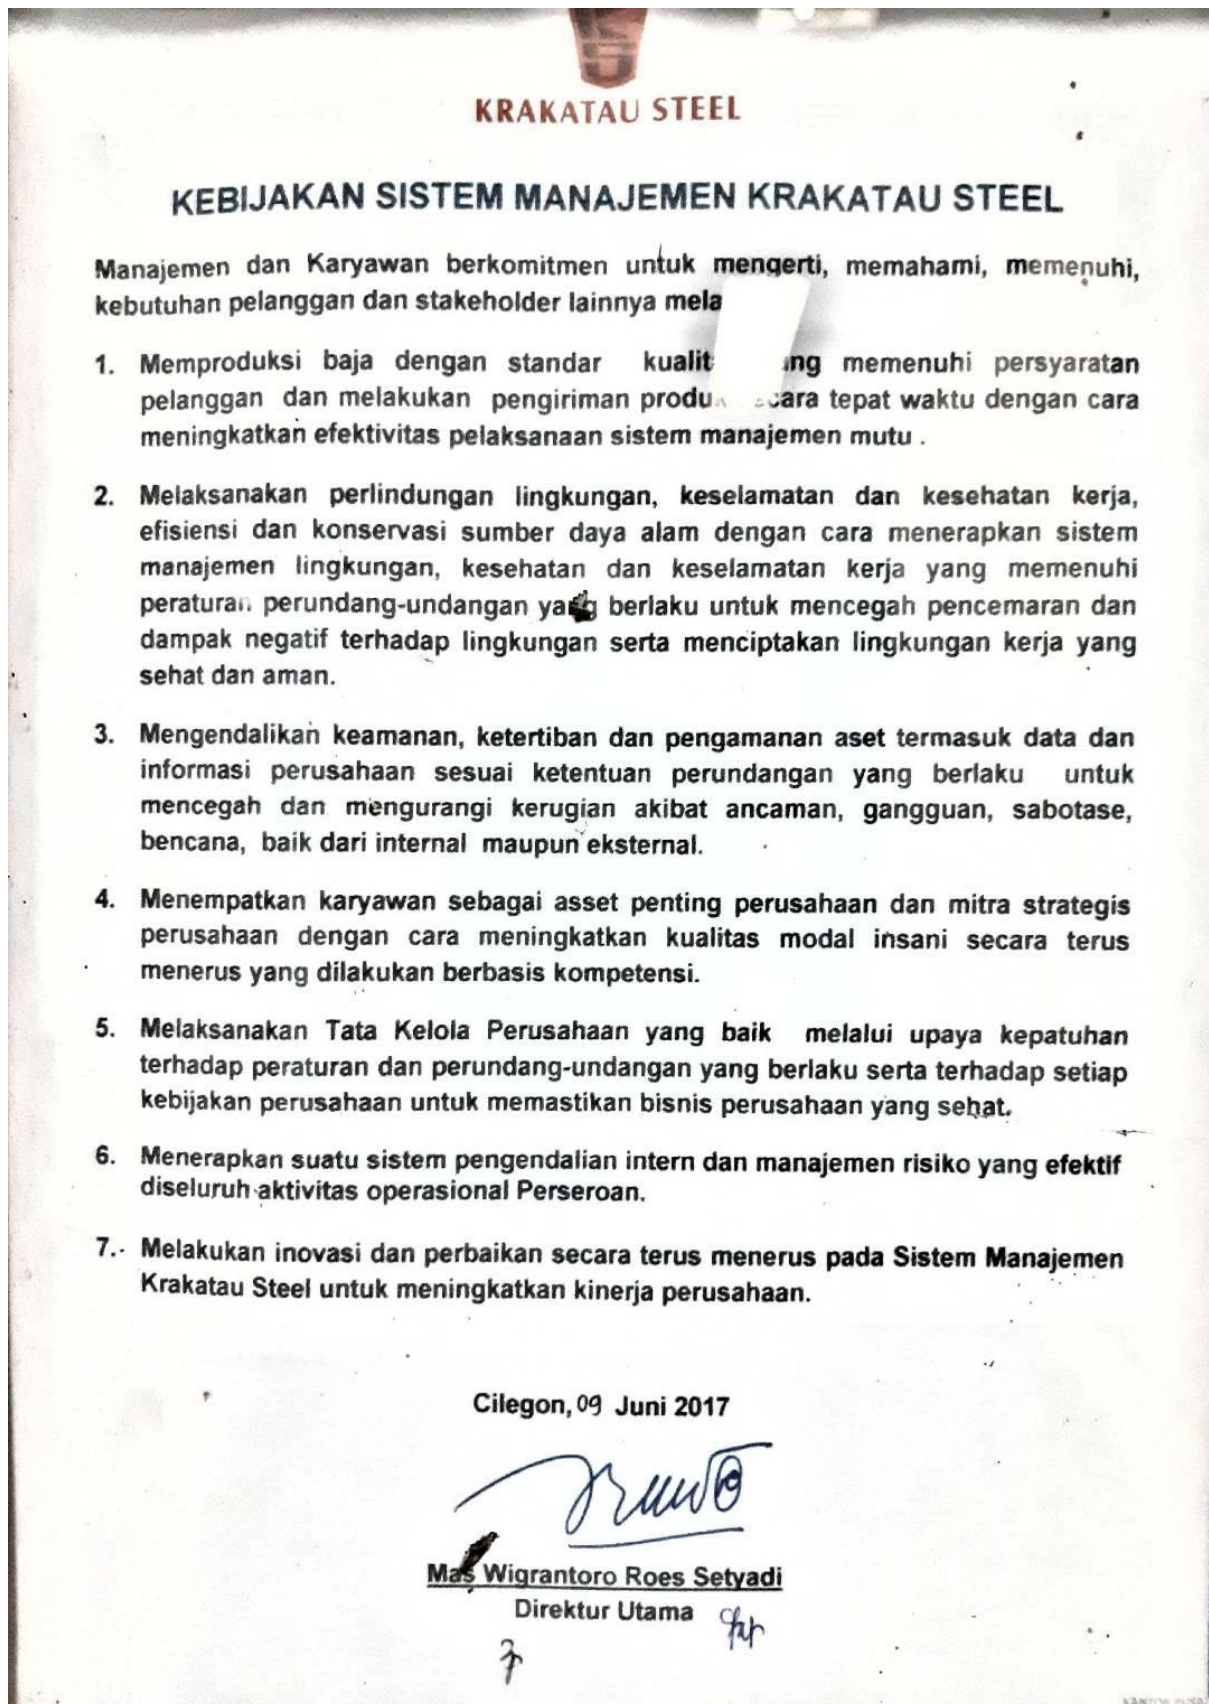 KRAKATAU STEEL
KEBIJAKAN SISTEM MANAJEMEN KRAKATAU STEEL
Manajemen dan Karyawan berkomitmen untuk mengerti, memahami, memenuhi,
kebutuhan pelanggan dan stakeholder lainnya
1. Memproduksi baja dengan standar memenuhi persyaratan
pelanggan dan melakukan pengiriman tepat waktu dengan cara
meningkatkan efektivitas pelaksanaan sistem manajemen mutu .
2. Melaksanakan perlindungan lingkungan, keselamatan dan kesehatan kerja,
efisiensi dan konservasi sumber daya alam dengan cara menerapkan sistem
manajemen lingkungan, kesehatan dan keselamatan kerja yang memenuhi
peraturan perundang-undangan yang berlaku untuk mencegah pencemaran dan
dampak negatif terhadap lingkungan serta menciptakan lingkungan kerja yang
sehat dan aman.
3. Mengendalikan keamanan, ketertiban dan pengamanan aset termasuk data dan
informasi perusahaan sesuai ketentuan perundangan yang berlaku untuk
mencegah dan mengurangi kerugian akibat ancaman, gangguan, sabotase,
bencana, baik dari internal maupun eksternal.
4. Menempatkan karyawan sebagai asset penting perusahaan dan mitra strategis
perusahaan dengan cara meningkatkan kualitas modal insani secara terus
menerus yang dilakukan berbasis kompetensi.
5. Melaksanakan Tata Kelola Perusahaan yang baik melalui upaya kepatuhan
terhadap peraturan dan perundang-undangan yang berlaku serta terhadap setiap
kebijakan perusahaan untuk memastikan bisnis perusahaan yang sehat.
6. Menerapkan suatu sistem pengendalian intern dan manajemen risiko yang efektif
diseluruh aktivitas operasional Perseroan.
7. Melakukan inovasi dan perbaikan secara terus menerus pada Sistem Manajemen
Krakatau Steel untuk meningkatkan kinerja perusahaan.
Cilegon, 09 Juni 2017
Mas Wigrantoro Roes Setyadi
Direktur Utama